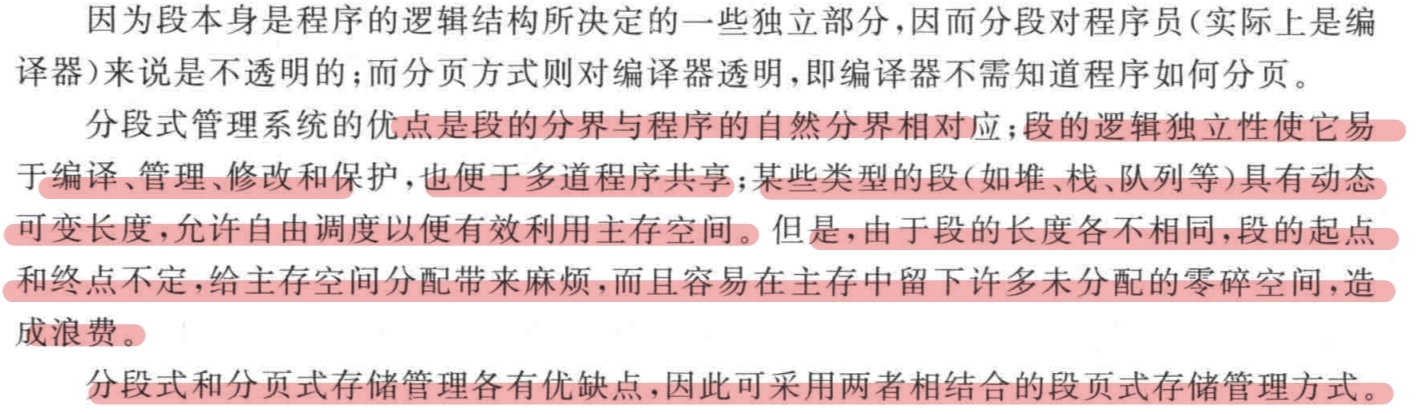 因为段本身是程序的逻辑结构所决定的一些独立部分,因而分段对程序员(实际上是编
译器)来说是不透明的;而分页方式则对编译器透明,即编译器不需知道程序如何分页。
分段式管理系统的优点是段的分界与程序的自然分界相对应;段的逻辑独立性使它易
于编译、管理、修改和保护,也便于多道程序共享;某些类型的段(如堆、栈、队列等)具有动态
可变长度,允许自由调度以便有效利用主存空间。但是,由于段的长度各不相同,段的起点
和终点不定,给主存空间分配带来麻烦,而且容易在主存中留下许多未分配的零碎空间,造
成浪费。
分段式和分页式存储管理各有优缺点,因此可采用两者相结合的段页式存储管理方式。